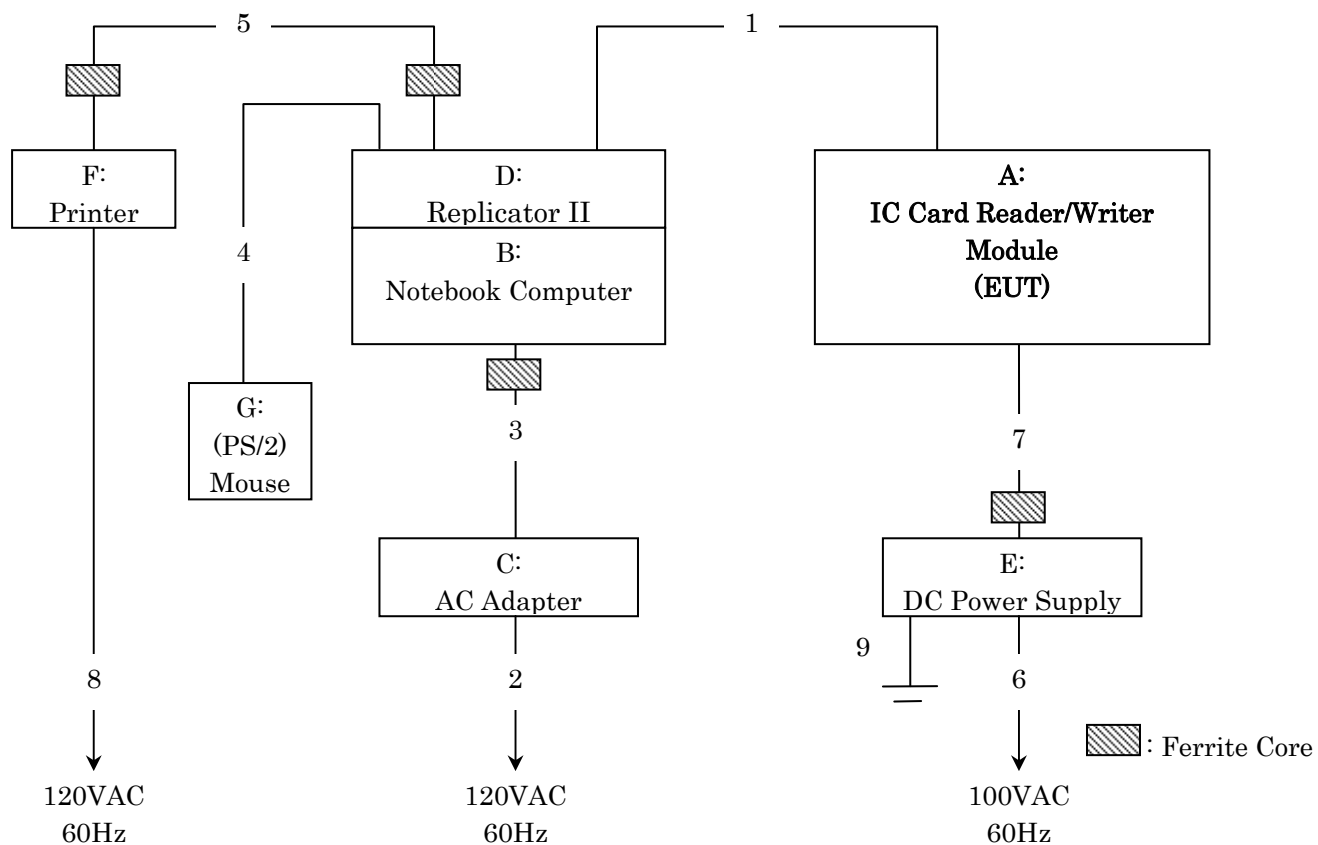 5
1
F:
Printer
D:
Replicator II
A:
IC Card Reader/Writer
Module
(EUT)
4
B:
Notebook Computer
G:
(PS/2)
Mouse
3
7
C:
AC Adapter
E:
DC Power Supply
9
8
2
6
: Ferrite Core
120VAC
60Hz
120VAC
60Hz
100VAC
60Hz